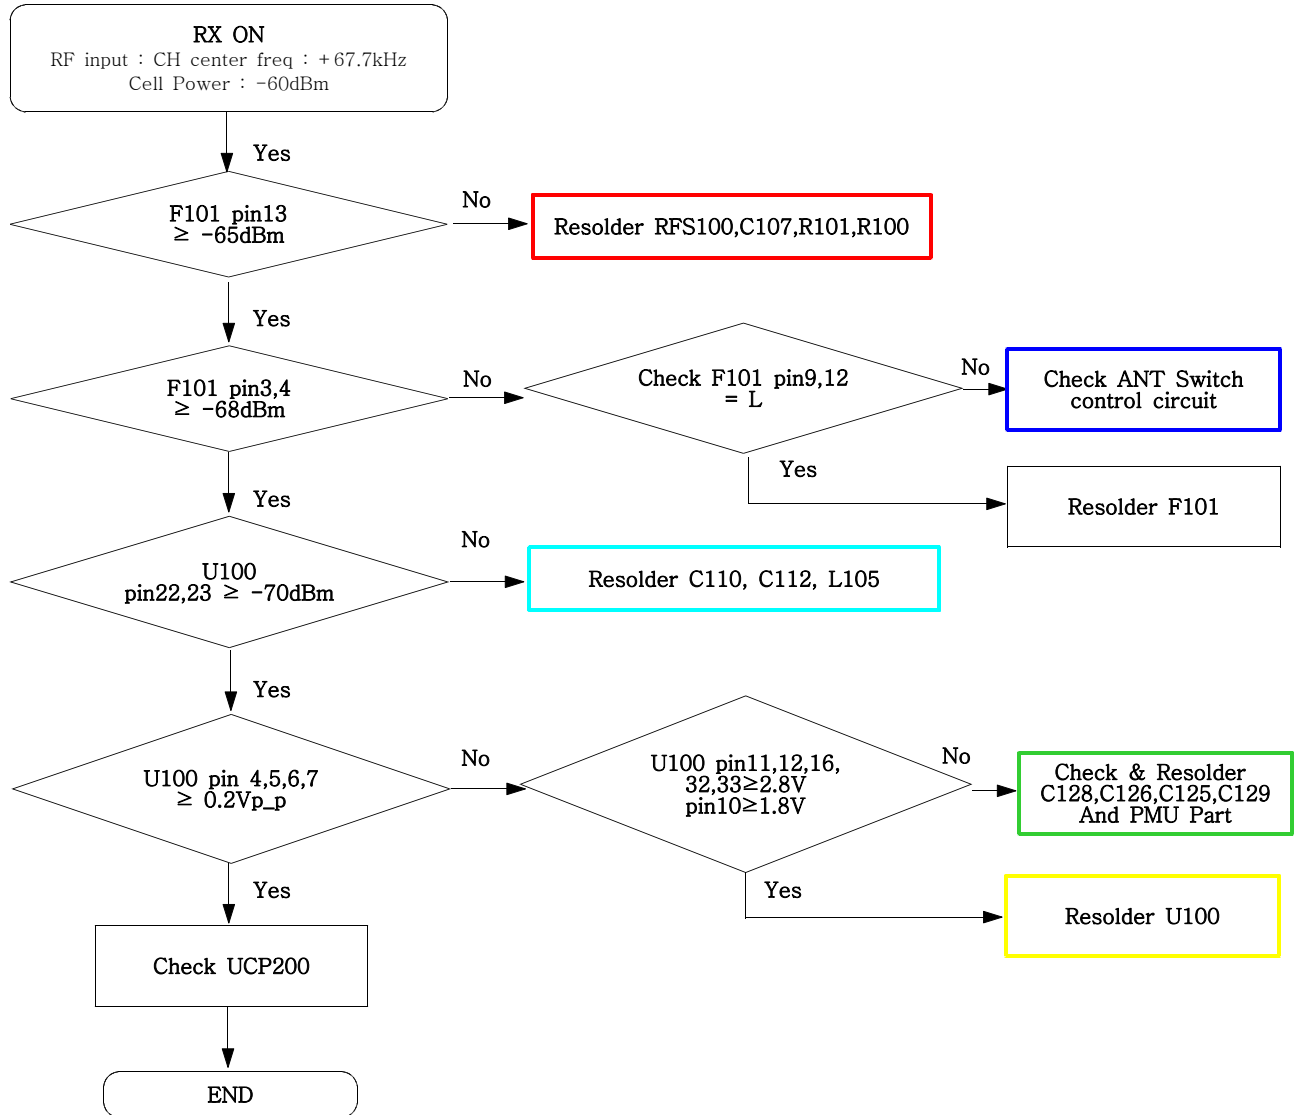 RX ON
RF input : CH center freq : +67.7kHz
Cell Power : -60dBm
Yes
F101 pin13
≥ -65dBm
No
Resolder RFS100,C107,R101,R100
Yes
F101 pin3,4
≥ -68dBm
No
Check F101 pin9,12
= L
No
Check ANT Switch
control circuit
Yes
Resolder F101
Yes
U100
pin22,23 ≥ -70dBm
No
Resolder C110, C112, L105
Yes
U100 pin 4,5,6,7
≥ 0.2Vp_p
No
U100 pin11,12,16,
32,33≥2.8V
pin10≥1.8V
No
Check & Resolder
C128,C126,C125,C129
And PMU Part
Yes
Resolder U100
Yes
Check UCP200
END